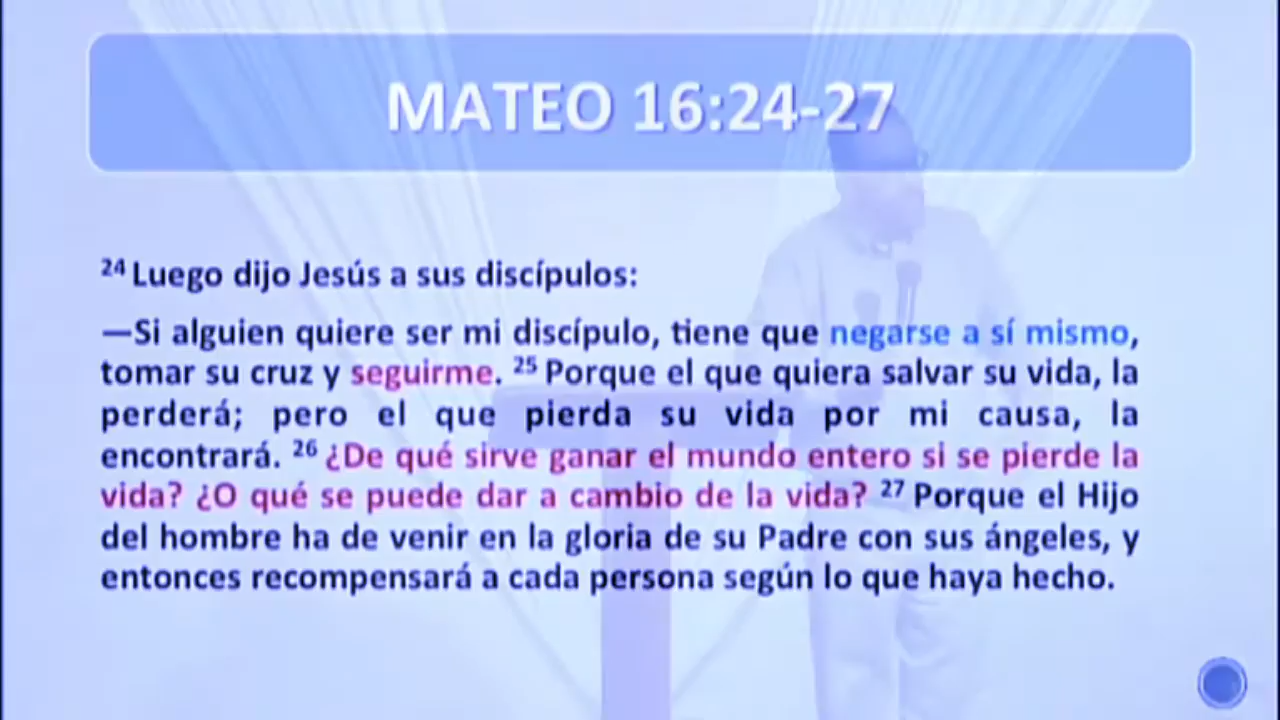 MATEO 16:24-27
24 Luego dijo Jesús a sus discípulos:
—Si alguien quiere ser mi discípulo, tiene que negarse a sí mismo,
tomar su cruz y seguirme. 25 Porque el que quiera salvar su vida, la
perderá; pero el que pierda su vida por mi causa, la
encontrará. 26 ¿De qué sirve ganar el mundo entero si se pierde la
vida? ¿O qué se puede dar a cambio de la vida? 27 Porque el Hijo
del hombre ha de venir en la gloria de su Padre con sus ángeles, y
entonces recompensará a cada persona según lo que haya hecho.